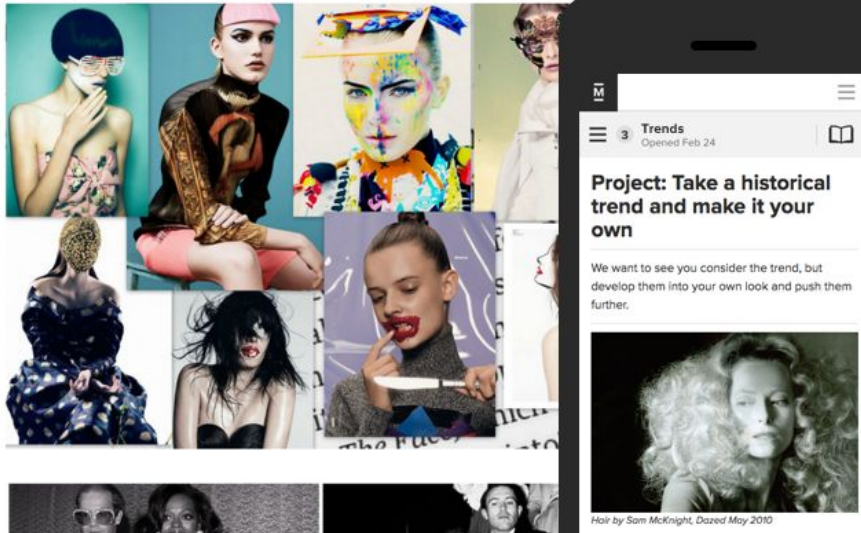 The Face,
M
3 Trends
Opened Feb 24
Project: Take a historical
trend and make it your
own
We want to see you consider the trend, but
develop them into your own look and push them
further.
Hair by Sam McKnight, Dazed May 2010